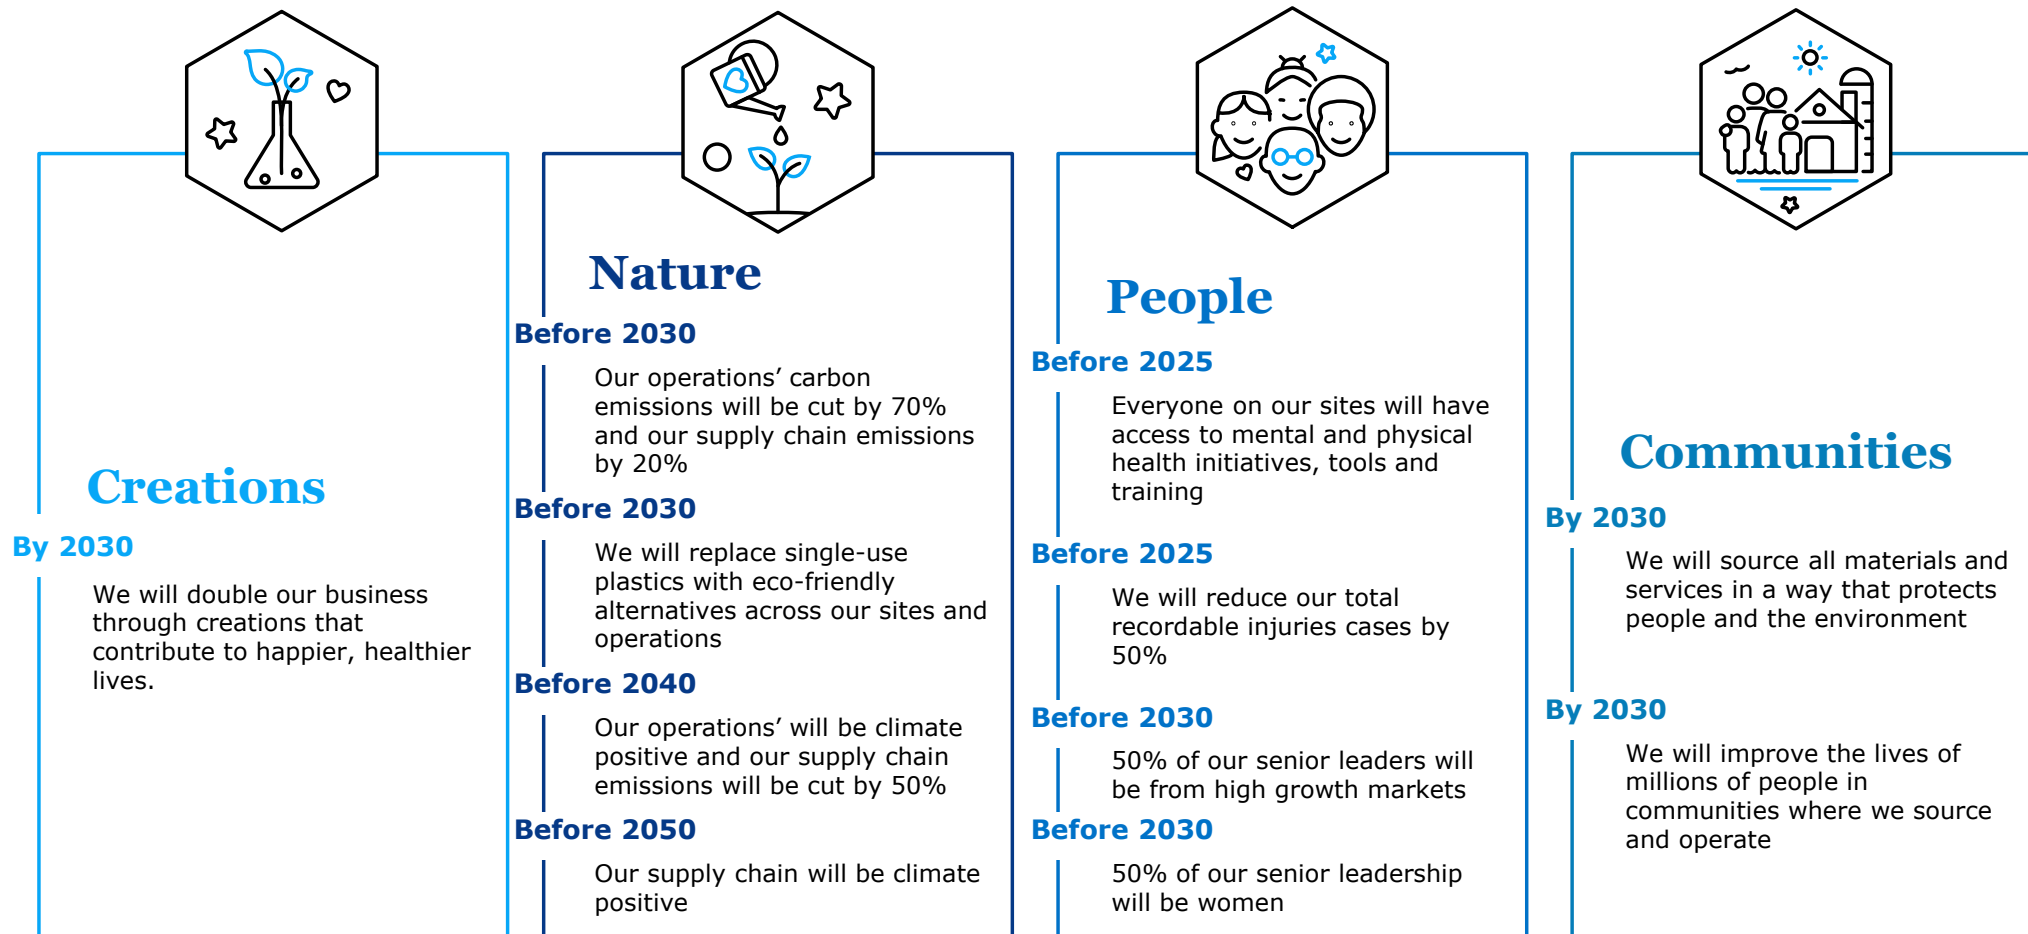 Creations
By 2030
We will double our business
through creations that
contribute to happier, healthier
lives.
Nature
Before 2030
Our operations’ carbon
emissions will be cut by 70%
and our supply chain emissions
by 20%
Before 2030
We will replace single-use
plastics with eco-friendly
alternatives across our sites and
operations
Before 2040
Our operations’ will be climate
positive and our supply chain
emissions will be cut by 50%
Before 2050
Our supply chain will be climate
positive
People
Before 2025
Everyone on our sites will have
access to mental and physical
health initiatives, tools and
training
Before 2025
We will reduce our total
recordable injuries cases by
50%
Before 2030
50% of our senior leaders will
be from high growth markets
Before 2030
50% of our senior leadership
will be women
Communities
By 2030
We will source all materials and
services in a way that protects
people and the environment
By 2030
We will improve the lives of
millions of people in
communities where we source
and operate